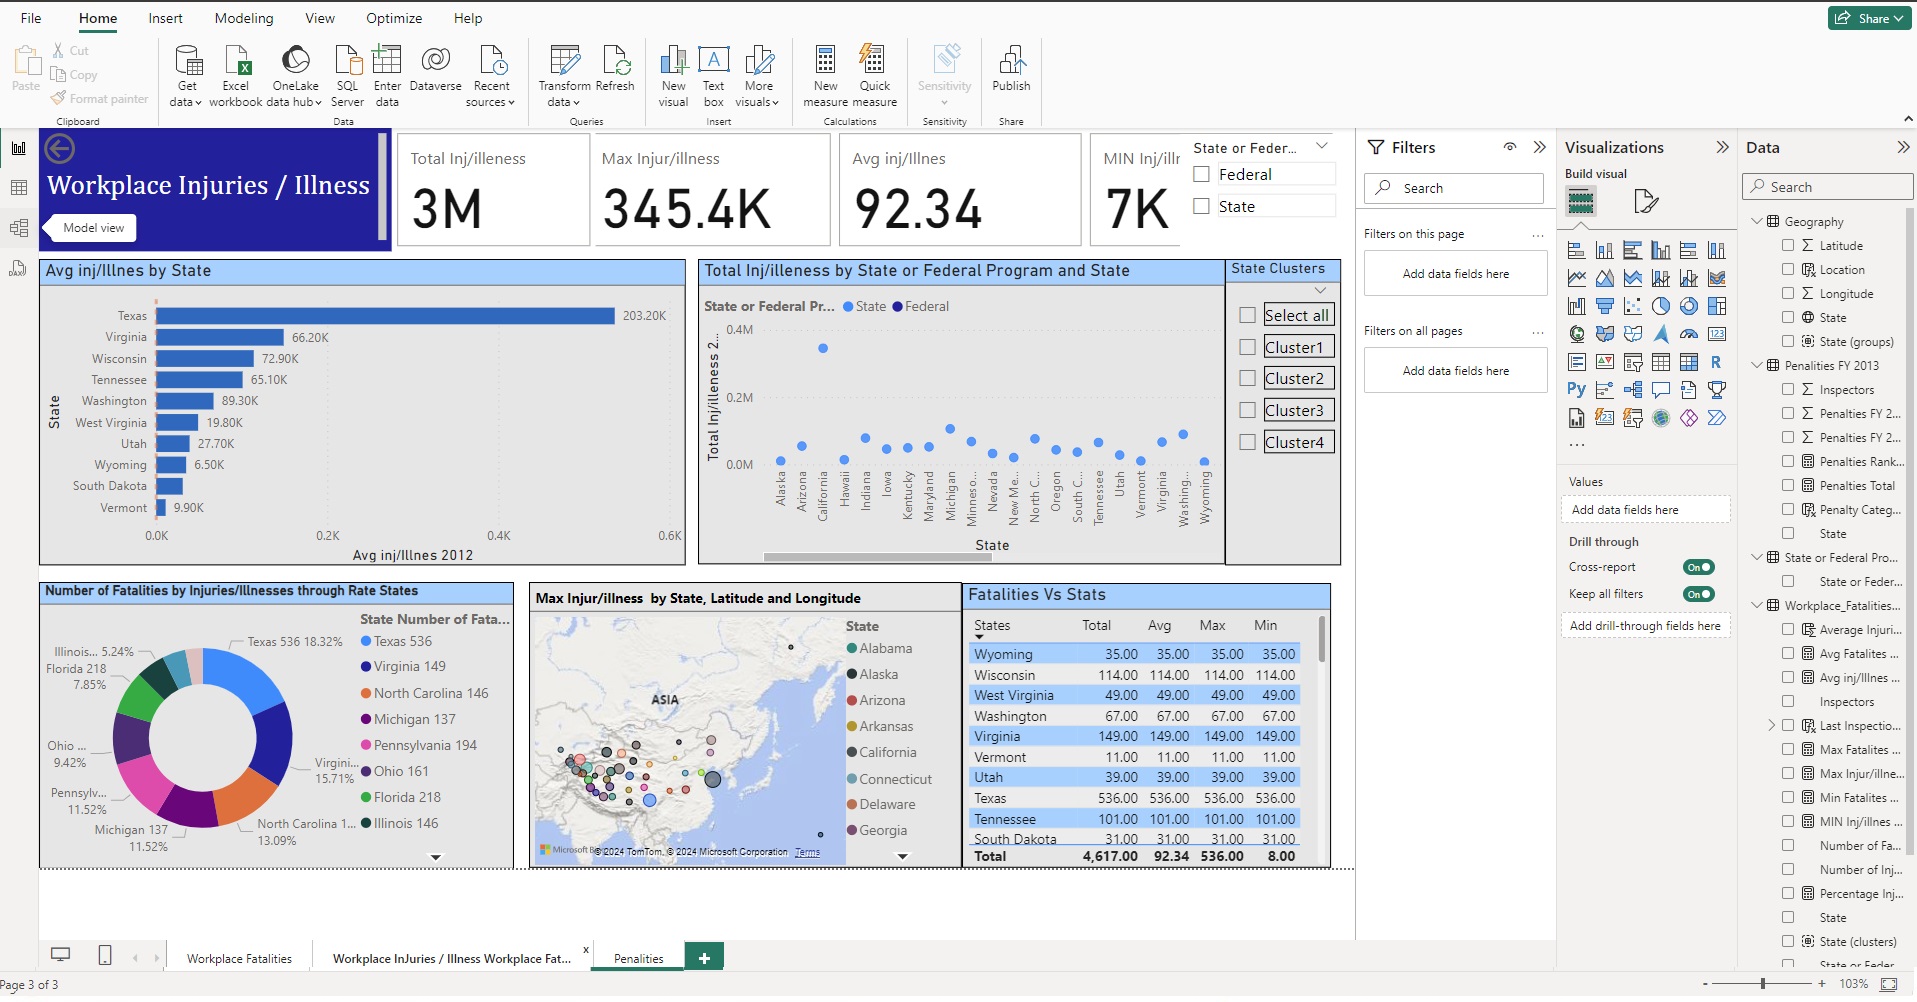 File Home Insert Modeling View Optimize Help Share
Paste
Cut
Copy
Format painter
Clipboard
Get data
Excel workbook
OneLake data hub
SQL Server
Enter data
Dataverse
Recent sources
Data
Transform data
Refresh
Queries
New visual
Text box
More visuals
Insert
New measure
Quick measure
Calculations
Sensitivity
Sensitivity
Publish
Share
Workplace Injuries / Illness
Model view
Total Inj/illeness
3M
Max Injur/illness
345.4K
Avg inj/Illnes
92.34
MIN Inj/illr
7K
State or Feder...
Federal
State
Avg inj/Illnes by State
State
Texas 203.20K
Virginia 66.20K
Wisconsin 72.90K
Tennessee 65.10K
Washington 89.30K
West Virginia 19.80K
Utah 27.70K
Wyoming 6.50K
South Dakota
Vermont 9.90K
0.0K 0.2K 0.4K 0.6K
Avg inj/Illnes 2012
Total Inj/illeness by State or Federal Program and State
State or Federal Pr... State Federal
Total Inj/illeness 2...
0.4M
0.2M
0.0M
Alaska
Arizona
California
Hawaii
Indiana
Iowa
Kentucky
Maryland
Michigan
Minneso...
Nevada
New Me...
North C...
Oregon
South C...
Tennessee
Utah
Vermont
Virginia
Washing...
Wyoming
State
State Clusters
Select all
Cluster1
Cluster2
Cluster3
Cluster4
Number of Fatalities by Injuries/Illnesses through Rate States
Texas 536 18.32%
Virgini...
15.71%
North Carolina 1...
13.09%
Michigan 137
11.52%
Pennsylv...
11.52%
Ohio ...
9.42%
Florida 218
7.85%
Illinois... 5.24%
State Number of Fata...
Texas 536
Virginia 149
North Carolina 146
Michigan 137
Pennsylvania 194
Ohio 161
Florida 218
Illinois 146
Max Injur/illness by State, Latitude and Longitude
ASIA
© 2024 TomTom, © 2024 Microsoft Corporation Terms
State
Alabama
Alaska
Arizona
Arkansas
California
Connecticut
Delaware
Georgia
Fatalities Vs Stats
States Total Avg Max Min
Wyoming 35.00 35.00 35.00 35.00
Wisconsin 114.00 114.00 114.00 114.00
West Virginia 49.00 49.00 49.00 49.00
Washington 67.00 67.00 67.00 67.00
Virginia 149.00 149.00 149.00 149.00
Vermont 11.00 11.00 11.00 11.00
Utah 39.00 39.00 39.00 39.00
Texas 536.00 536.00 536.00 536.00
Tennessee 101.00 101.00 101.00 101.00
South Dakota 31.00 31.00 31.00 31.00
Total 4,617.00 92.34 536.00 8.00
Filters
Search
Filters on this page ...
Add data fields here
Filters on all pages ...
Add data fields here
Visualizations
Build visual
123
R
Py
...
Values
Add data fields here
Drill through
Cross-report On
Keep all filters On
Add drill-through fields here
Data
Search
Geography
Latitude
Location
Longitude
State
State (groups)
Penalities FY 2013
Inspectors
Penalties FY 2...
Penalties FY 2...
Penalties Rank...
Penalties Total
Penalty Categ...
State
State or Federal Pro...
State or Feder...
Workplace_Fatalities...
Average Injuri...
Avg Fatalites ...
Avg inj/Illnes ...
Inspectors
Last Inspectio...
Max Fatalites ...
Max Injur/illne...
Min Fatalites ...
MIN Inj/illnes ...
Number of Fa...
Number of Inj...
Percentage Inj...
State
State (clusters)
State or Feder
Workplace Fatalities
Workplace InJuries / Illness Workplace Fat... x
Penalities
+
Page 3 of 3
- + 103%